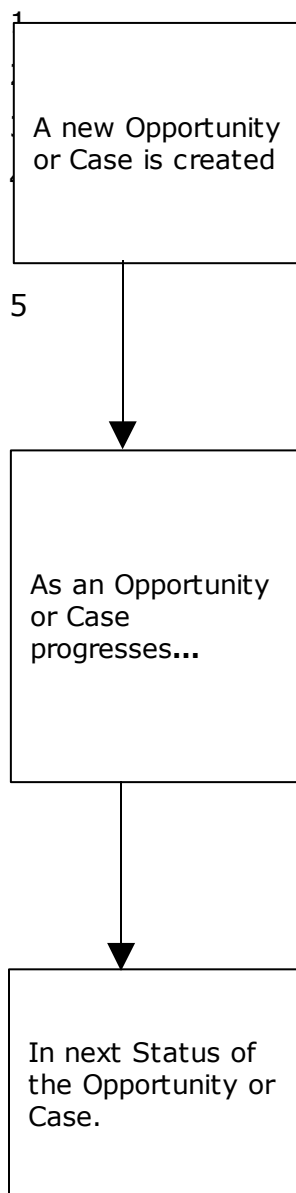 1
A new Opportunity
or Case is created
5
As an Opportunity
or Case
progresses...
In next Status of
the Opportunity or
Case.